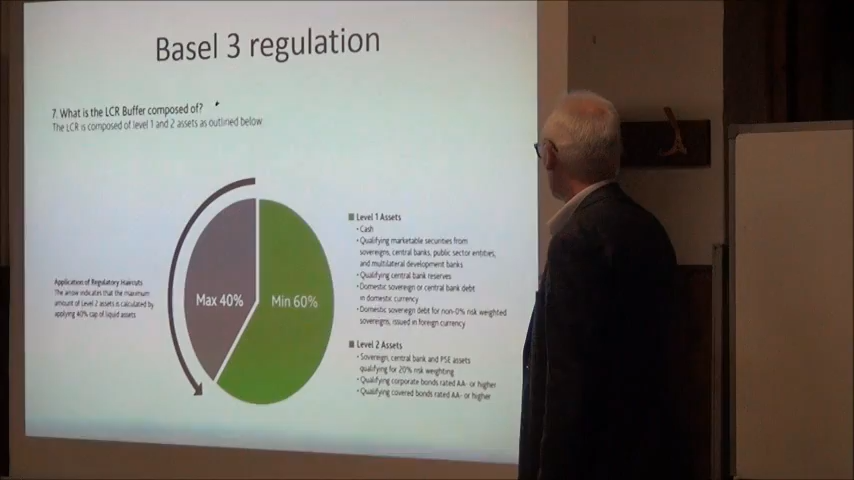 Basel 3 regulation
7. What is the LCR Buffer composed of?
The LCR is composed of level 1 and 2 assets as outlined below
Application of Regulatory Haircuts
The arrow indicates that the maximum
amount of Level 2 assets is calculated by
applying 40% cap of liquid assets
Max 40%
Min 60%
Level 1 Assets
• Cash
• Qualifying marketable securities from
sovereigns, central banks, public sector entities,
and multilateral development banks
• Qualifying central bank reserves
• Domestic sovereign or central bank debt
in domestic currency
• Domestic sovereign debt for non-0% risk weighted
sovereigns, issued in foreign currency
Level 2 Assets
• Sovereign, central bank and PSE assets
qualifying for 20% risk weighting
• Qualifying corporate bonds rated AA- or higher
• Qualifying covered bonds rated AA- or higher